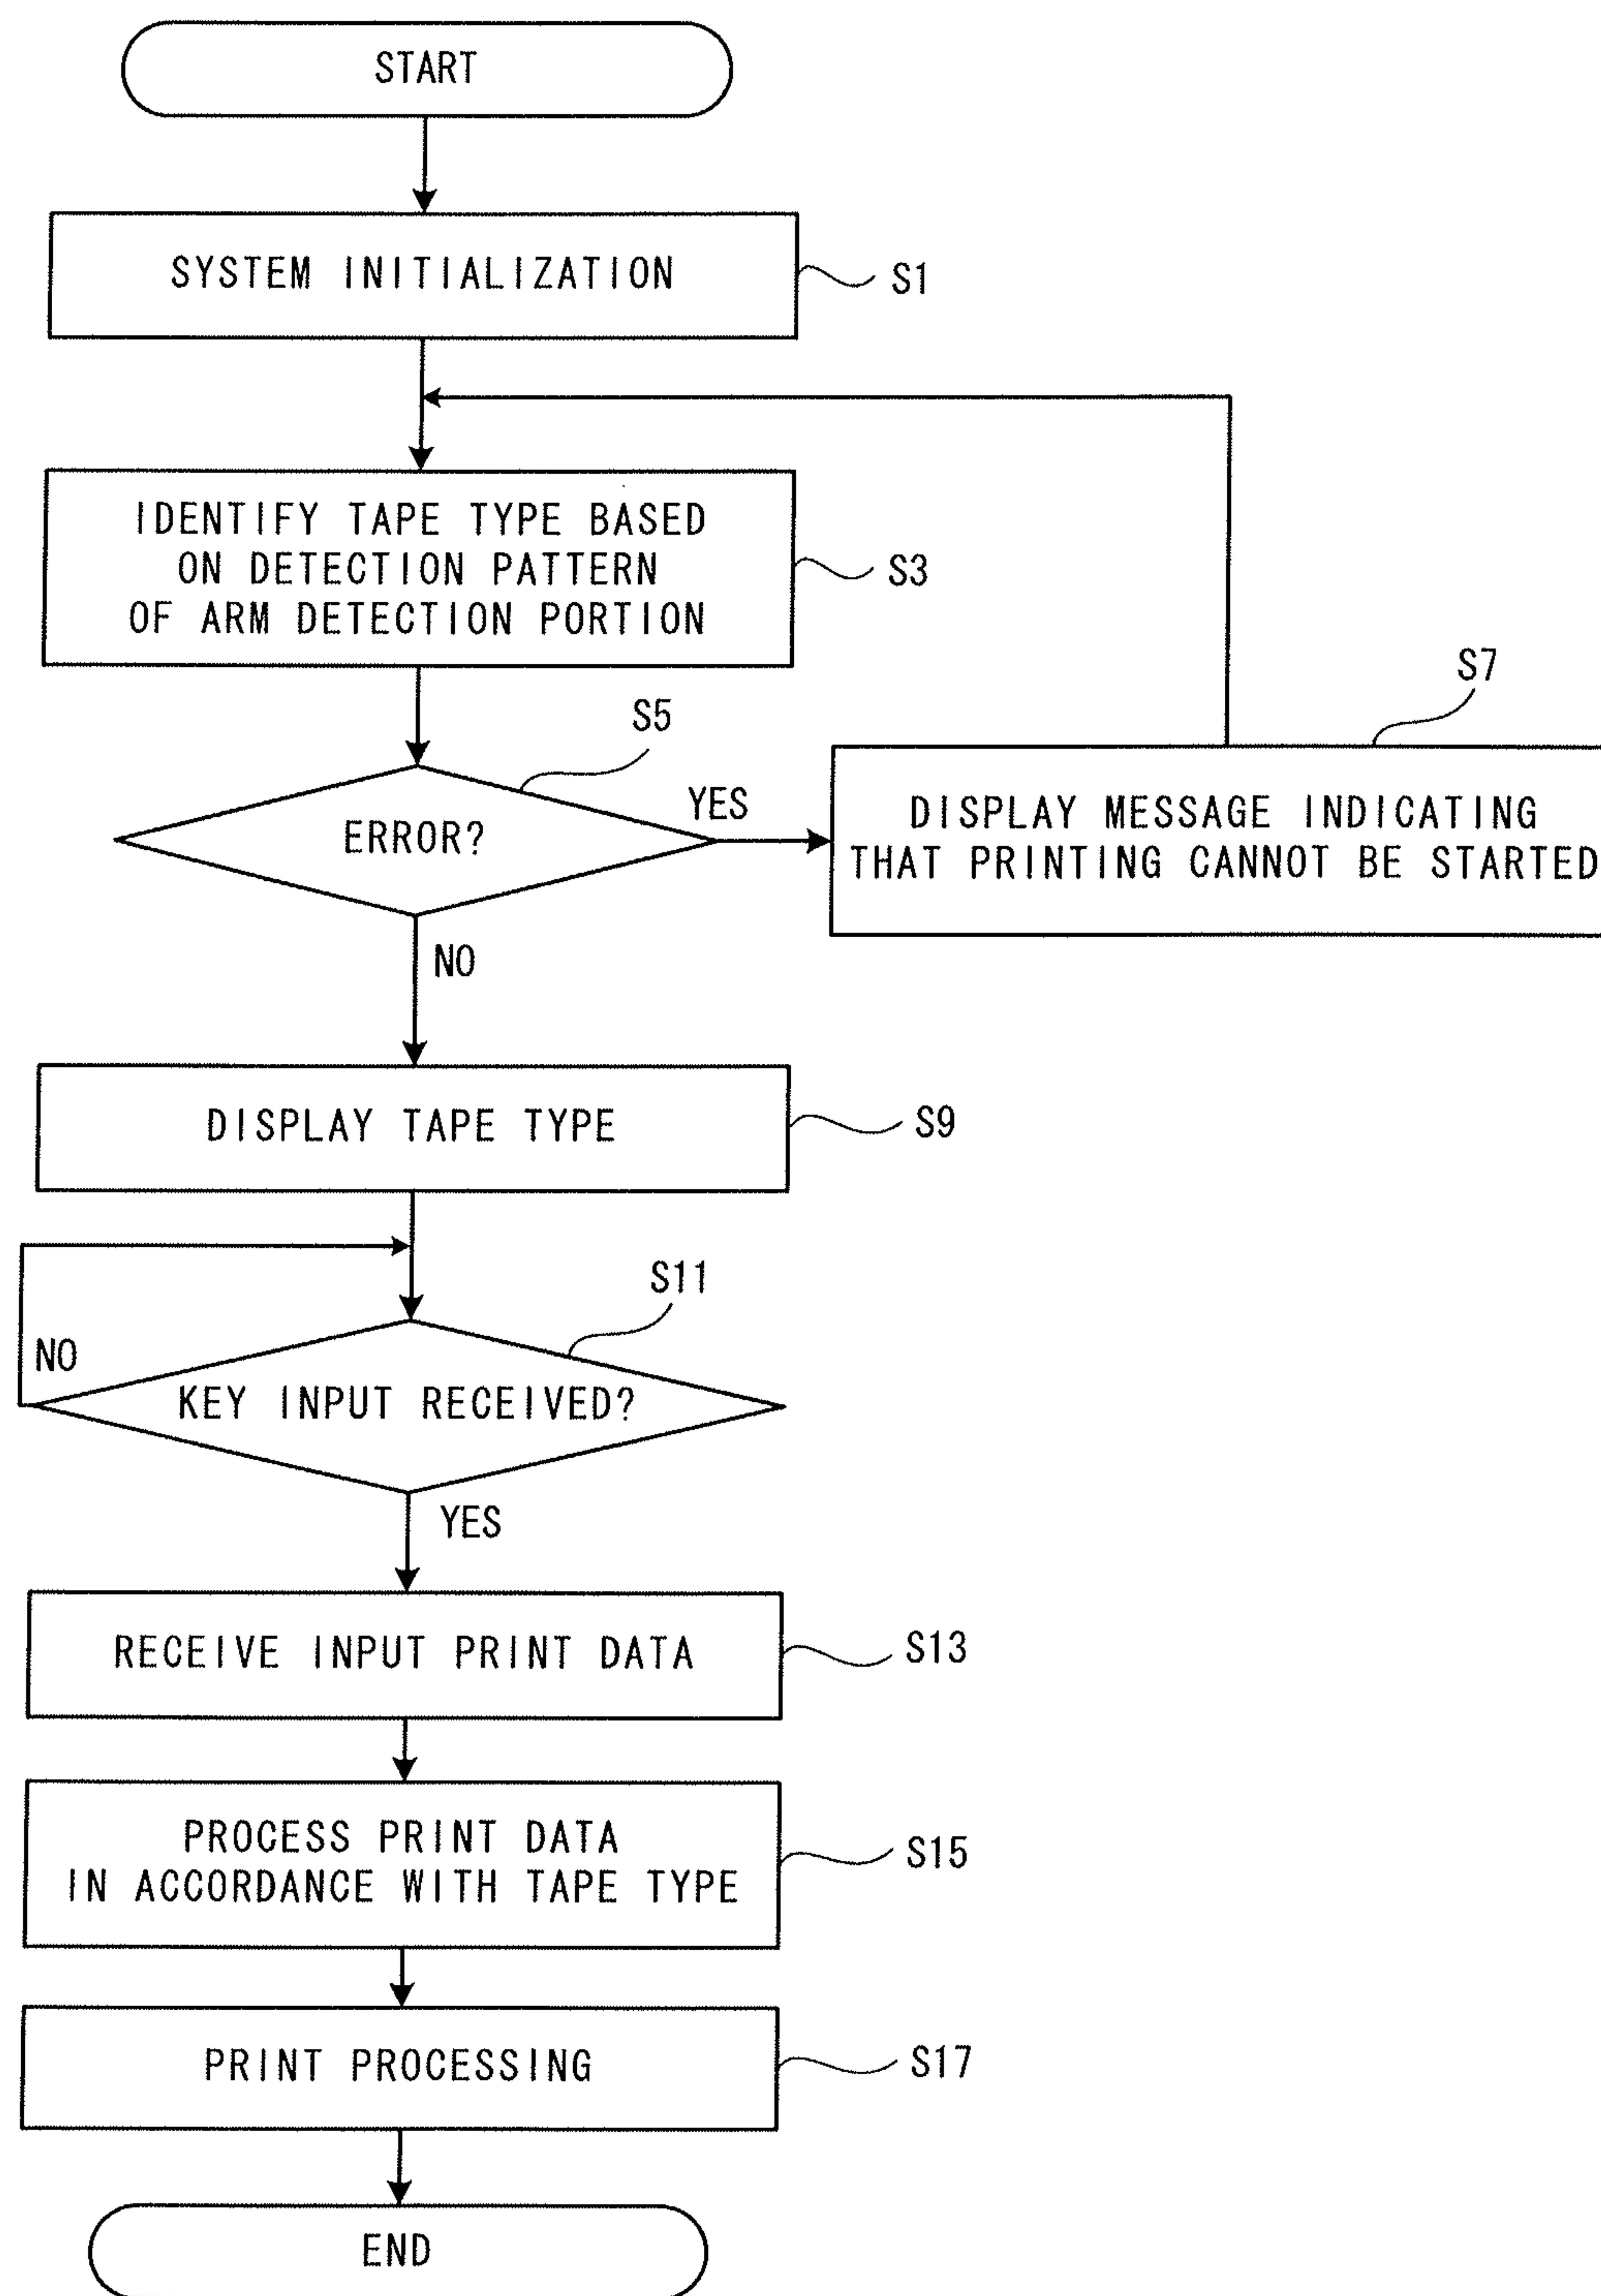 START
SYSTEM INITIALIZATION
S1
IDENTIFY TAPE TYPE BASED
ON DETECTION PATTERN
OF ARM DETECTION PORTION
S3
S5
ERROR?
YES
NO
S7
DISPLAY MESSAGE INDICATING
THAT PRINTING CANNOT BE STARTED
DISPLAY TAPE TYPE
S9
S11
KEY INPUT RECEIVED?
NO
YES
RECEIVE INPUT PRINT DATA
S13
PROCESS PRINT DATA
IN ACCORDANCE WITH TAPE TYPE
S15
PRINT PROCESSING
S17
END